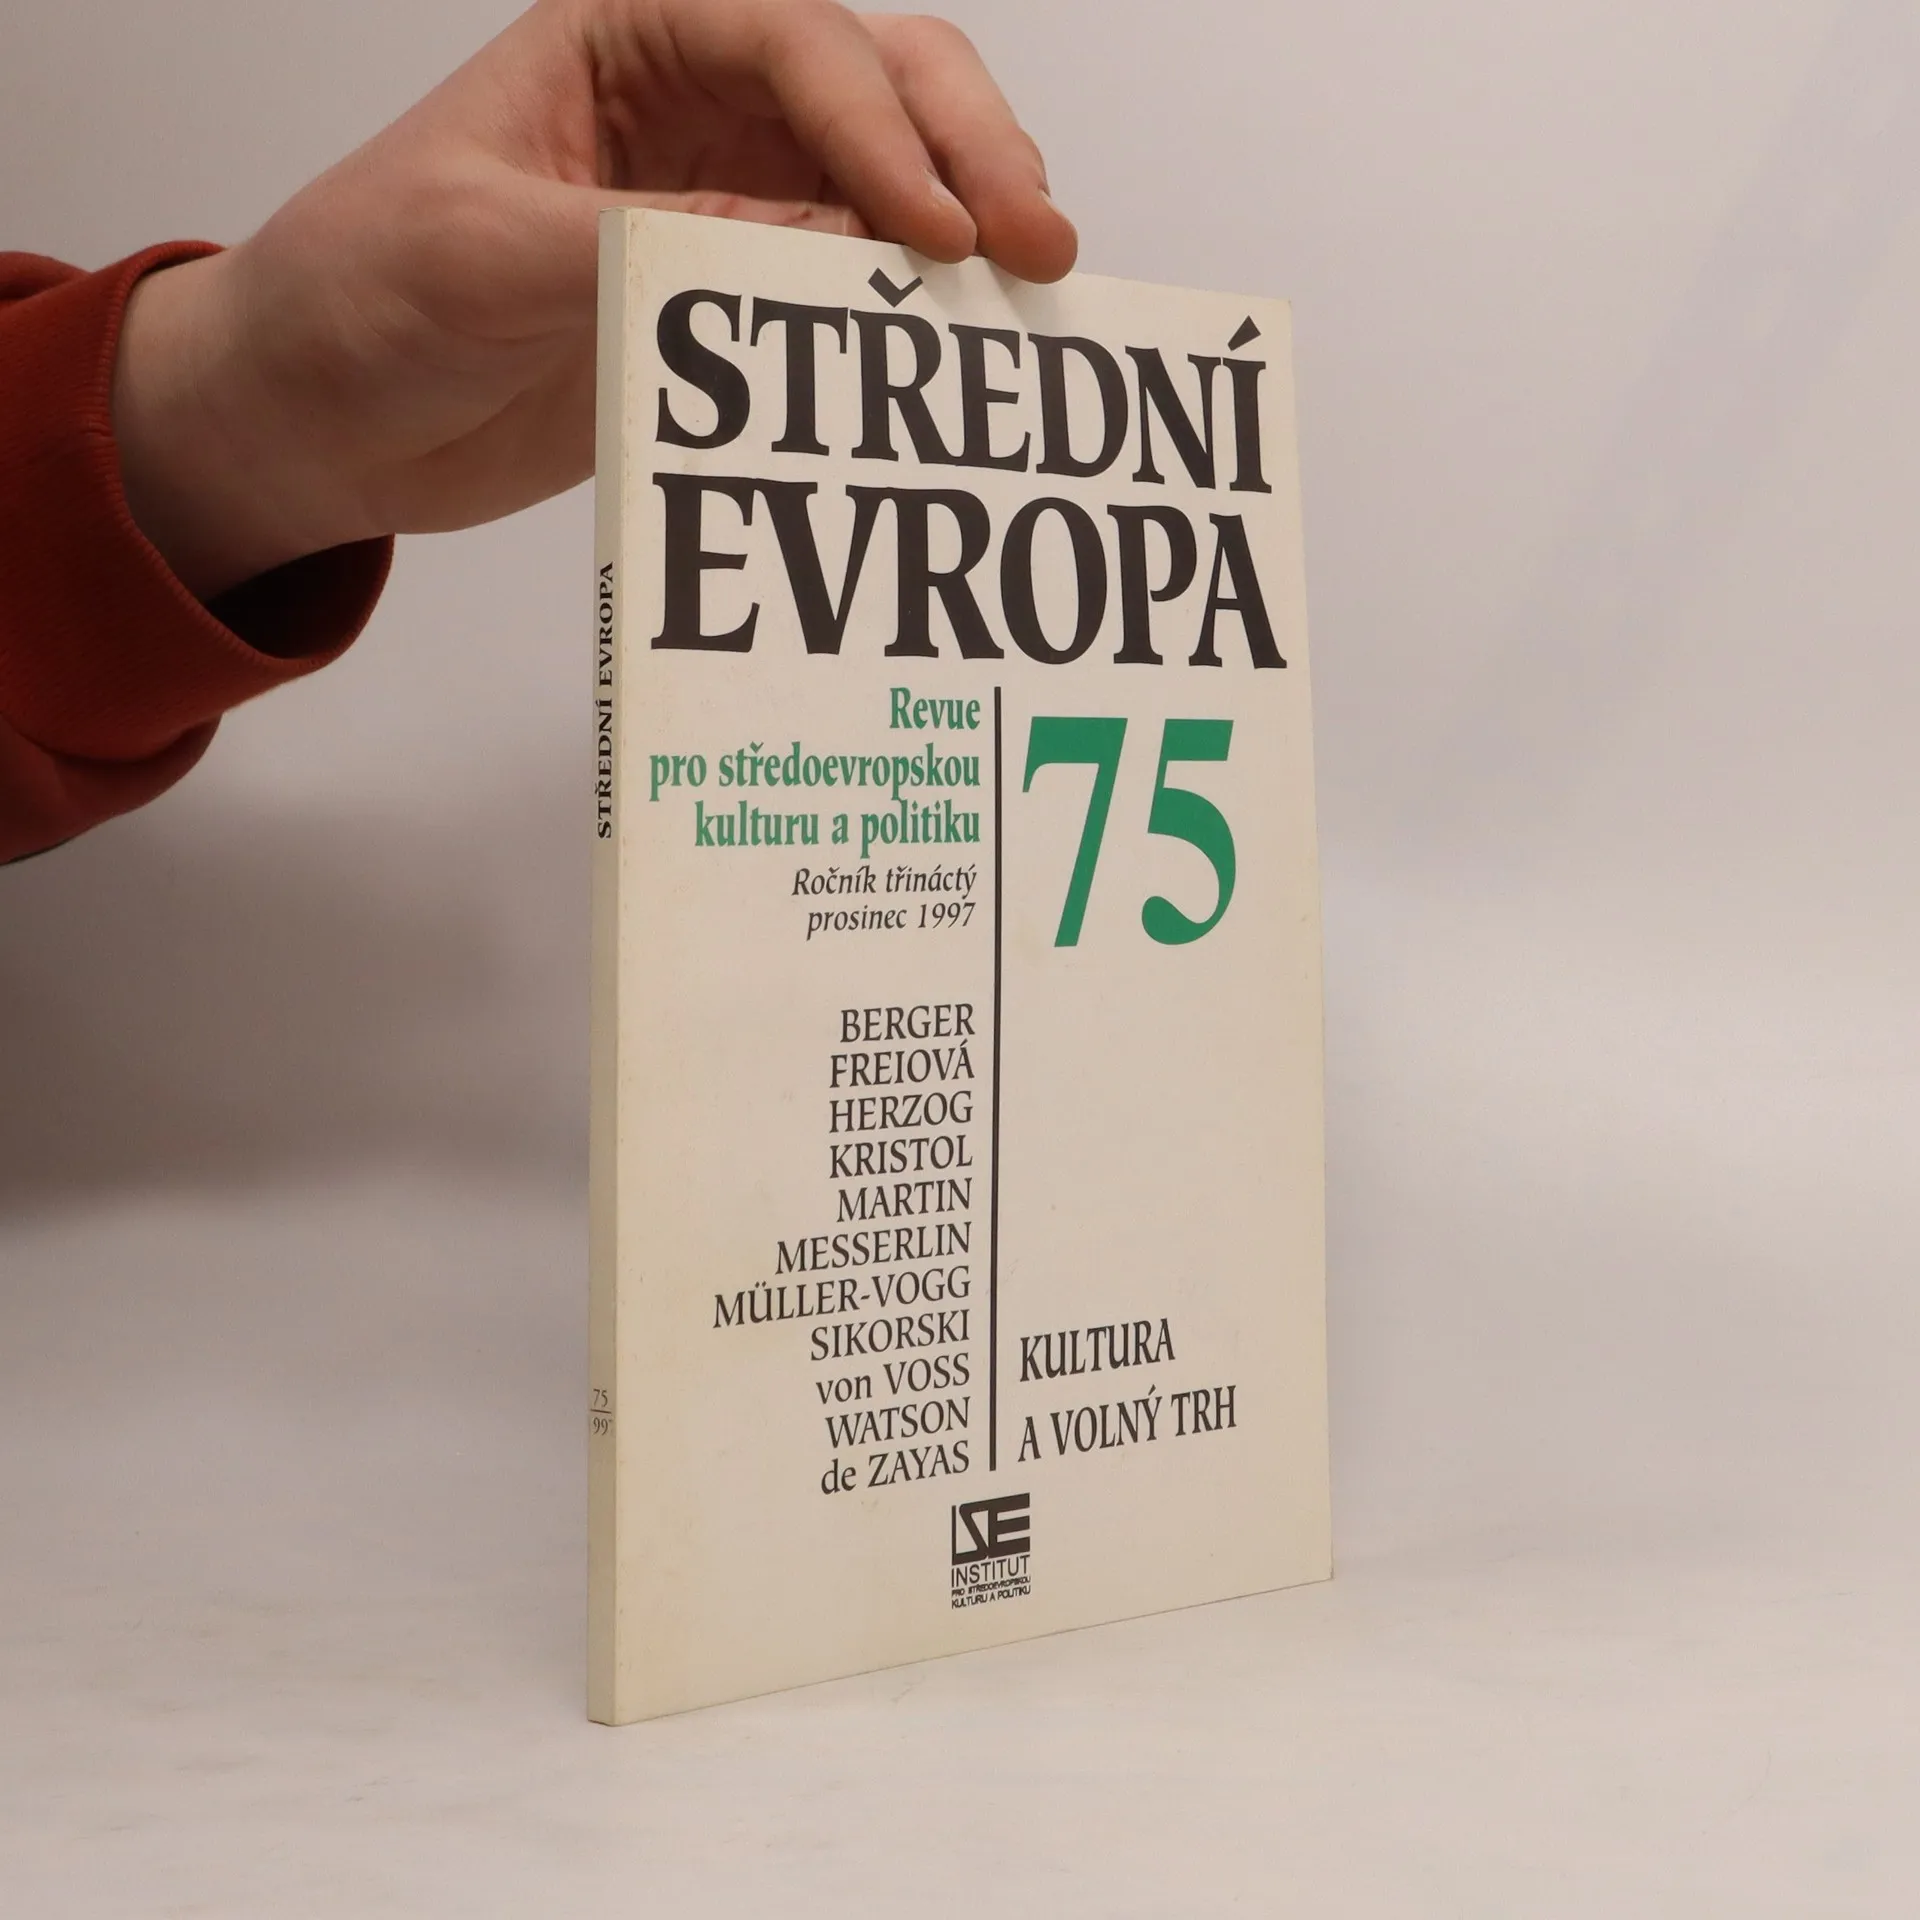 STŘEDNÍ
EVROPA
Revue
pro středoevropskou
kulturu a politiku
Ročník třináctý
prosinec 1997
75
BERGER
FREIOVÁ
HERZOG
KRISTOL
MARTIN
MESSERLIN
MÜLLER-VOGG
SIKORSKI
von VOSS
WATSON
de ZAYAS
KULTURA
A VOLNÝ TRH
ISE
INSTITUT
PRO STŘEDOEVROPSKOU
KULTURU A POLITIKU
STŘEDNÍ EVROPA
75